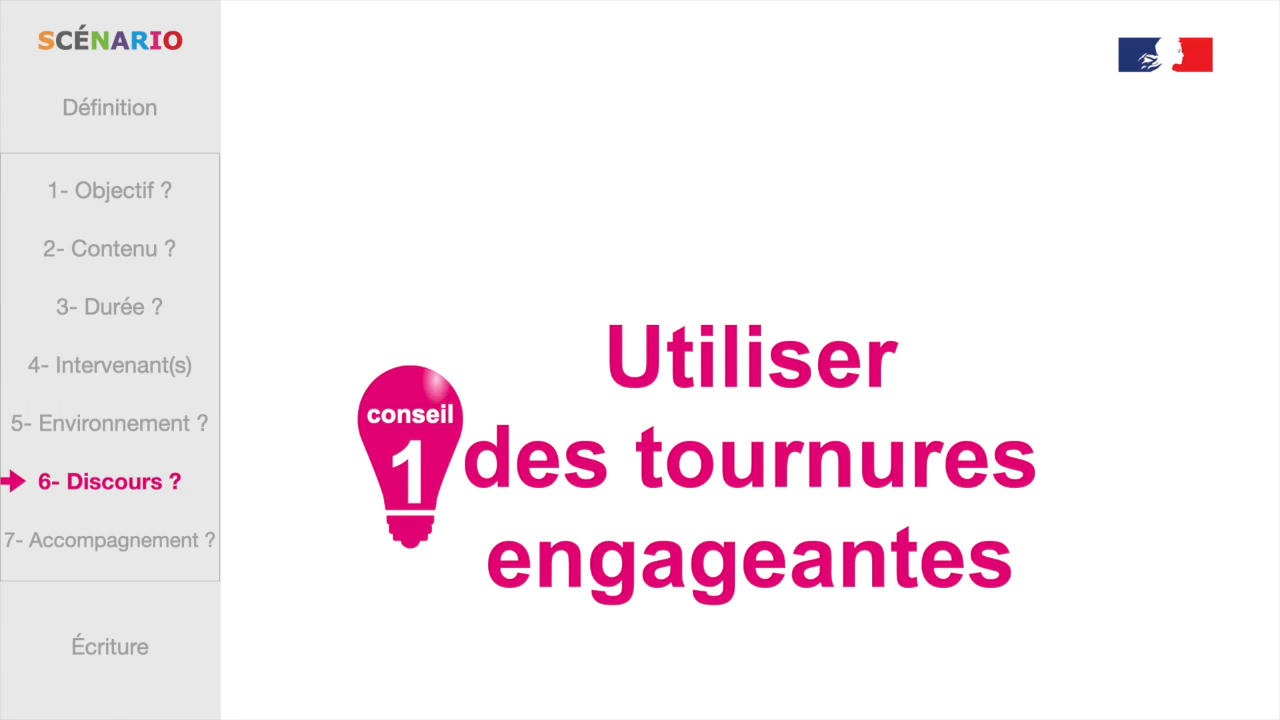 SCÉNARIO
Définition
1- Objectif ?
2- Contenu ?
3- Durée ?
4- Intervenant(s)
5- Environnement ?
6- Discours ?
7- Accompagnement ?
Écriture
conseil
1
Utiliser
des tournures
engageantes